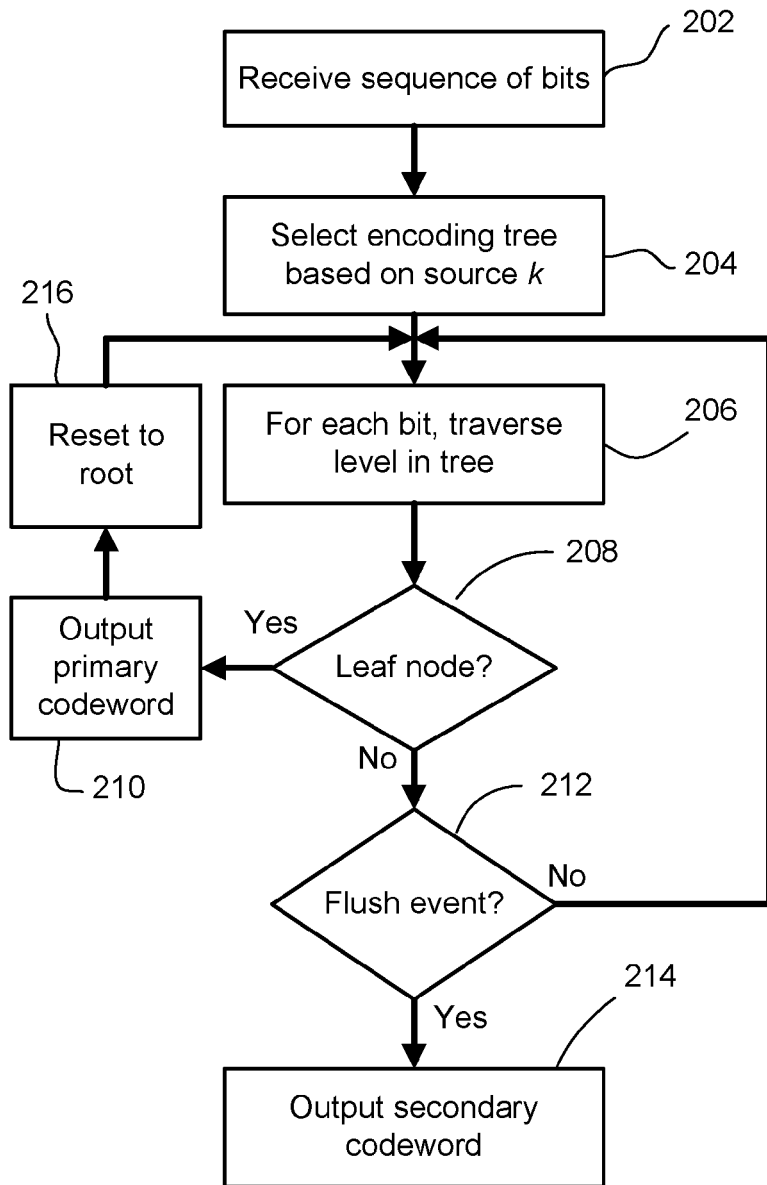 202
Receive sequence of bits
Select encoding tree
based on source k
204
216
Reset to
root
For each bit, traverse
level in tree
206
208
Yes
Leaf node?
Output
primary
codeword
210
No
212
Flush event?
No
214
Yes
Output secondary
codeword